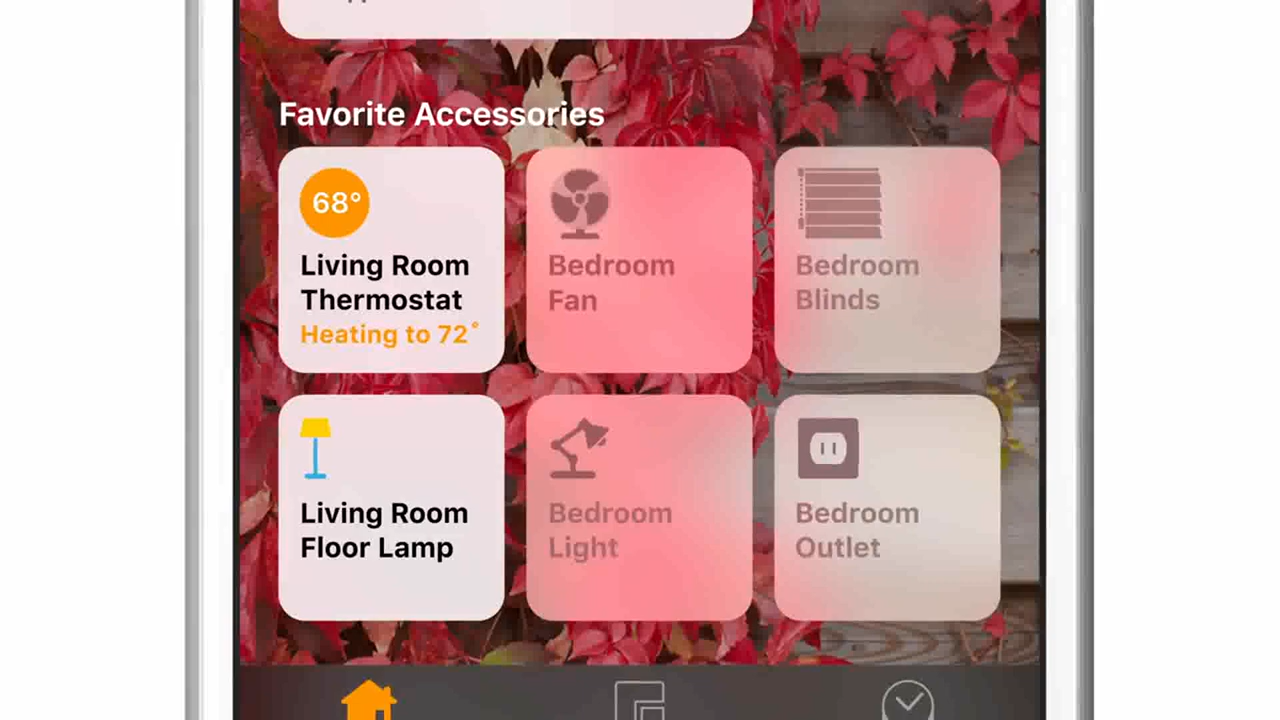 Favorite Accessories
68°
Living Room
Thermostat
Heating to 72°
Bedroom
Fan
Bedroom
Blinds
Living Room
Floor Lamp
Bedroom
Light
Bedroom
Outlet